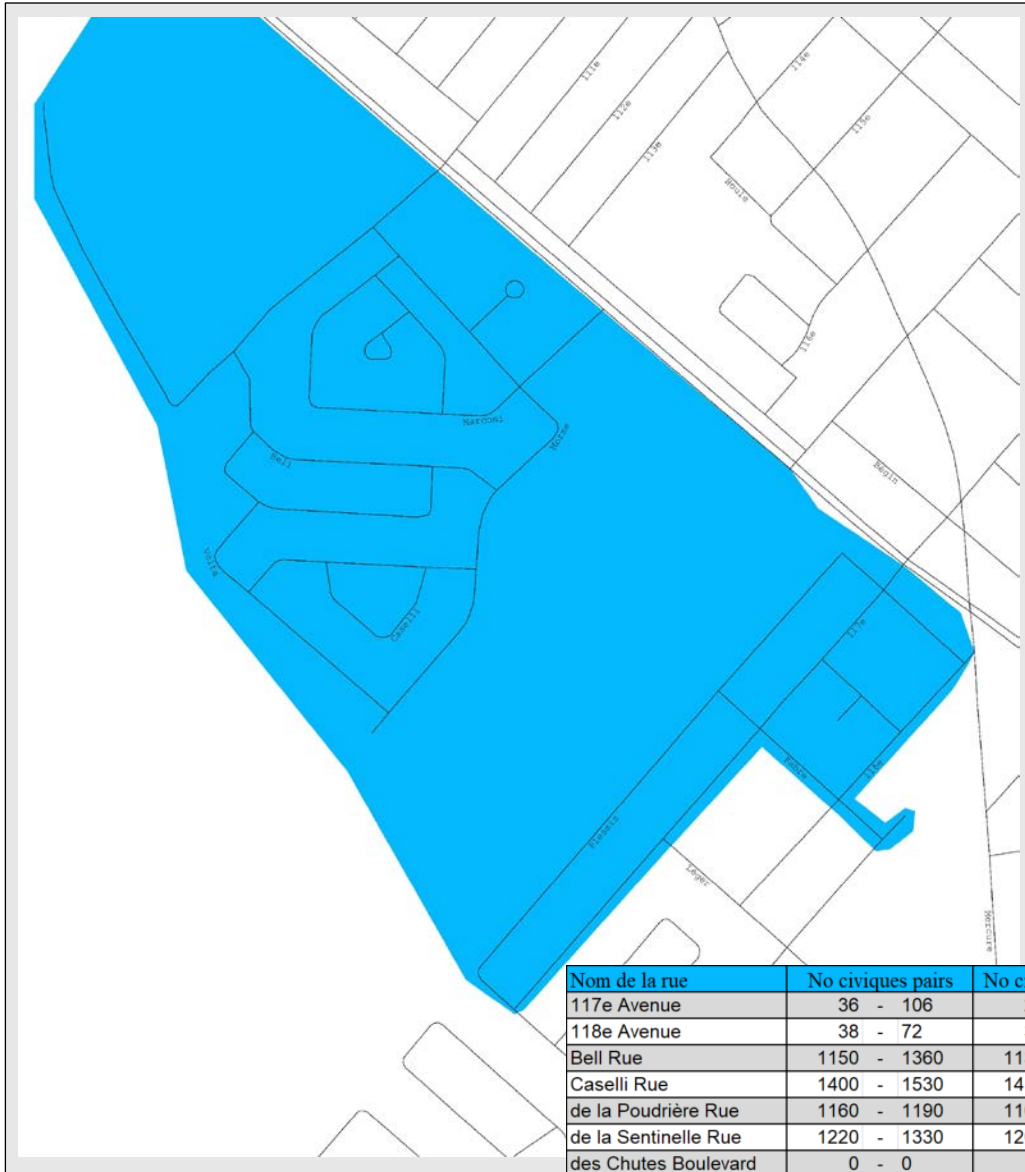 111e
112e
113e
114e
115e
Houle
116e
Bégin
Marconi
Morse
Bell
Volta
Caselli
117e
Fabre
118e
Plessis
Léger
Mercure
Nom de la rue No civiques pairs
117e Avenue 36 - 106
118e Avenue 38 - 72
Bell Rue 1150 - 1360
Caselli Rue 1400 - 1530
de la Poudrière Rue 1160 - 1190
de la Sentinelle Rue 1220 - 1330
des Chutes Boulevard 0 - 0